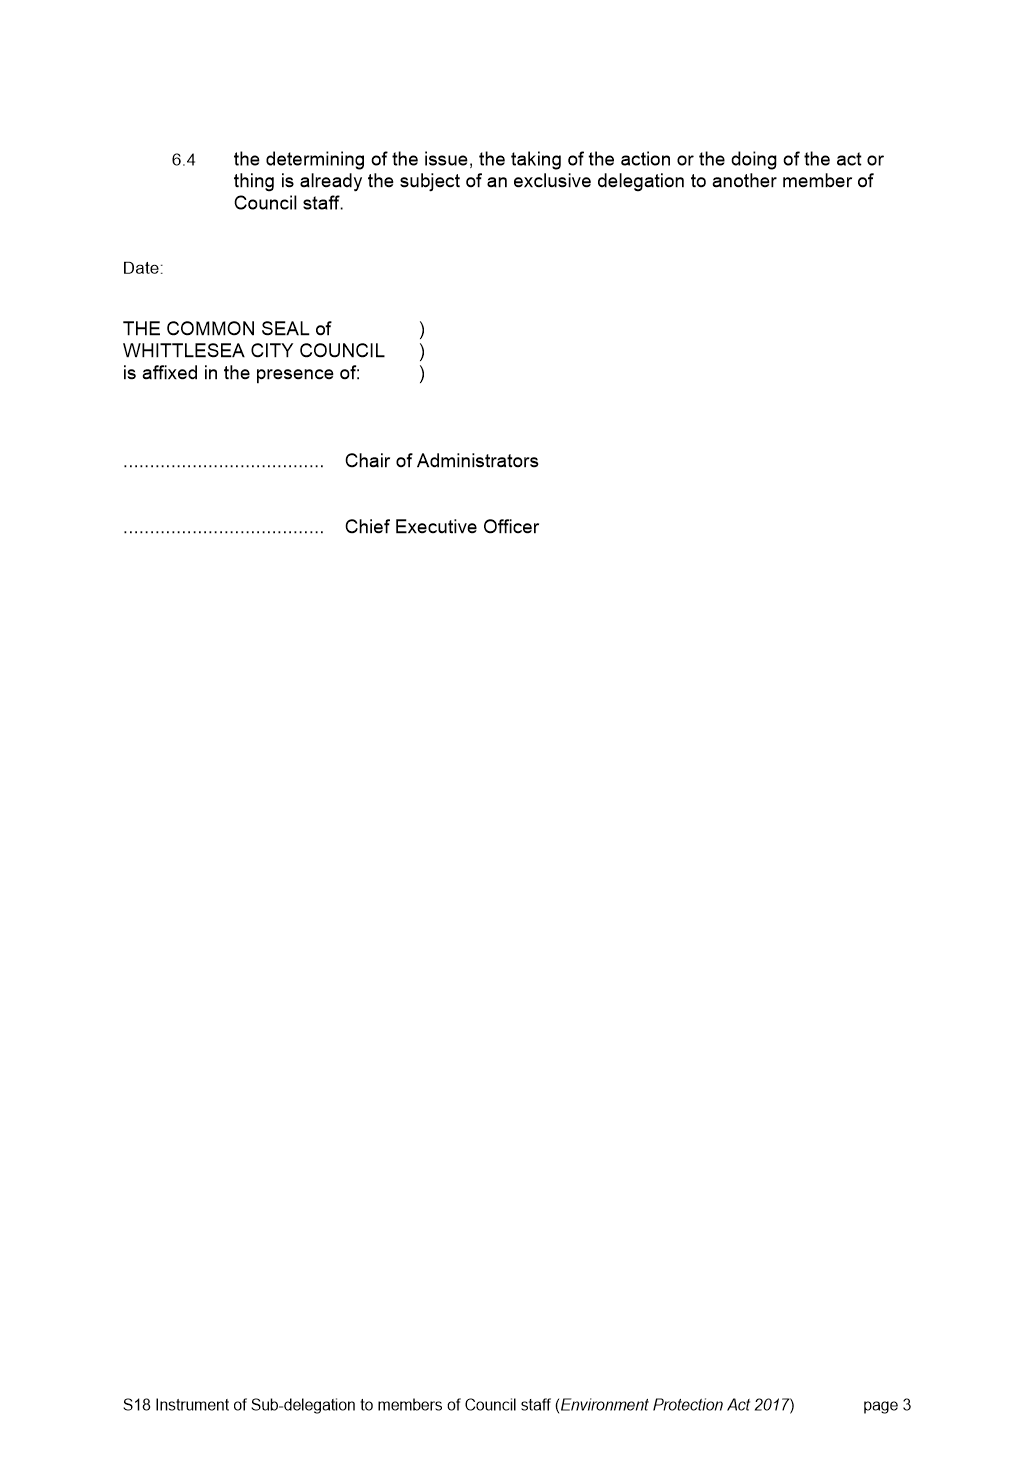 6.4 the determining of the issue, the taking of the action or the doing of the act or
thing is already the subject of an exclusive delegation to another member of
Council staff.
Date:
THE COMMON SEAL of )
WHITTLESEA CITY COUNCIL )
is affixed in the presence of: )
...................................... Chair of Administrators
...................................... Chief Executive Officer
S18 Instrument of Sub-delegation to members of Council staff (Environment Protection Act 2017) page 3